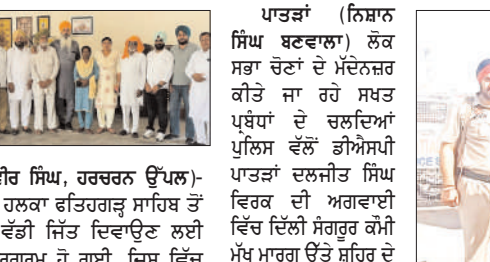 ਵੀਰ ਸਿੰਘ, ਹਰਚਰਨ ਉੱਪਲ)-
ਹਲਕਾ ਫਤਿਹਗੜ੍ਹ ਸਾਹਿਬ ਤੋਂ
ਵੱਡੀ ਜਿੱਤ ਦਿਵਾਉਣ ਲਈ
ਹੋ ਗਈ, ਜਿਸ ਵਿੱਚ
ਪਾਤੜਾਂ (ਨਿਸ਼ਾਨ
ਸਿੰਘ ਬਣਵਾਲਾ) ਲੋਕ
ਸਭਾ ਚੋਣਾਂ ਦੇ ਮੱਦੇਨਜ਼ਰ
ਕੀਤੇ ਜਾ ਰਹੇ ਸਖਤ
ਪ੍ਰਬੰਧਾਂ ਦੇ ਚਲਦਿਆਂ
ਪੁਲਿਸ ਵੱਲੋਂ ਡੀਐਸਪੀ
ਪਾਤੜਾਂ ਦਲਜੀਤ ਸਿੰਘ
ਵਿਰਕ ਦੀ ਅਗਵਾਈ
ਵਿੱਚ ਦਿੱਲੀ ਸੰਗਰੂਰ ਕੌਮੀ
ਮੁੱਖ ਮਾਰਗ ਉੱਤੇ ਸ਼ਹਿਰ ਦੇ